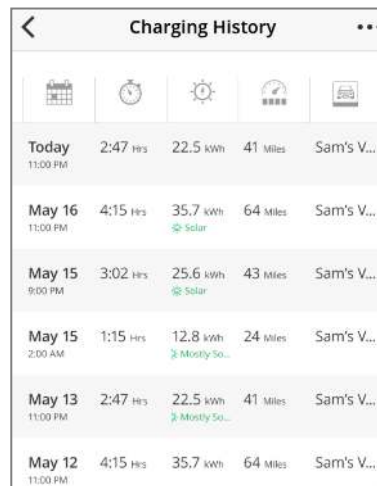 Charging History
Today 2:47 Hrs 22.5 kWh 41 Miles Sam's V...
11:00 PM
May 16 4:15 Hrs 35.7 kWh 64 Miles Sam's V...
11:00 PM Solar
May 15 3:02 Hrs 25.6 kWh 43 Miles Sam's V...
9:00 PM Solar
May 15 1:15 Hrs 12.8 kWh 24 Miles Sam's V...
2:00 AM Mostly So...
May 13 2:47 Hrs 22.5 kWh 41 Miles Sam's V...
11:00 PM Mostly So...
May 12 4:15 Hrs 35.7 kWh 64 Miles Sam's V...
11:00 PM